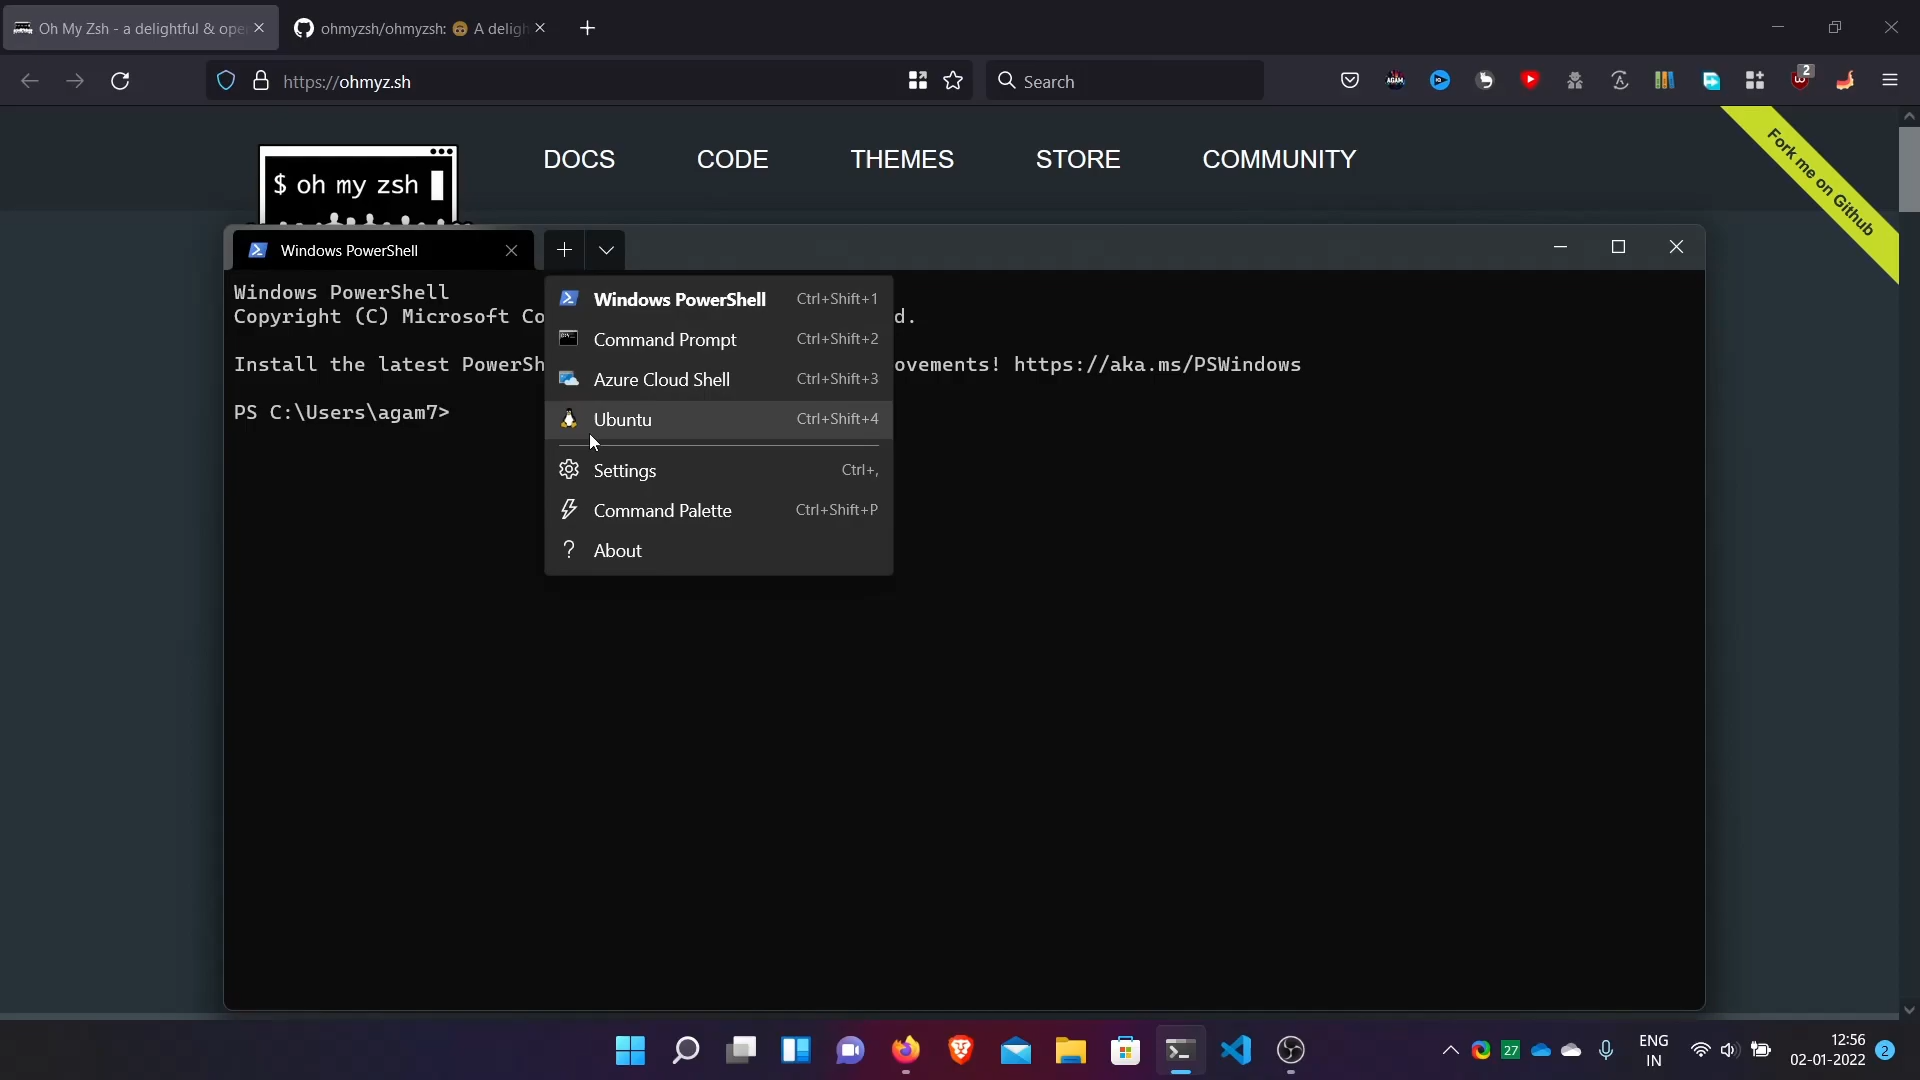 Oh My Zsh - a delightful & ope
ohmyzsh/ohmyzsh: 🙃 A deligh
https://ohmyz.sh
Search
2
$ oh my zsh
DOCS
CODE
THEMES
STORE
COMMUNITY
Fork me on Github
Windows PowerShell
Windows PowerShell
Copyright (C) Microsoft Co
d.
Install the latest PowerSh
ovements! https://aka.ms/PSWindows
PS C:\Users\agam7>
Windows PowerShell Ctrl+Shift+1
Command Prompt Ctrl+Shift+2
Azure Cloud Shell Ctrl+Shift+3
Ubuntu Ctrl+Shift+4
Settings Ctrl+,
Command Palette Ctrl+Shift+P
? About
27
ENG
IN
12:56
02-01-2022
2